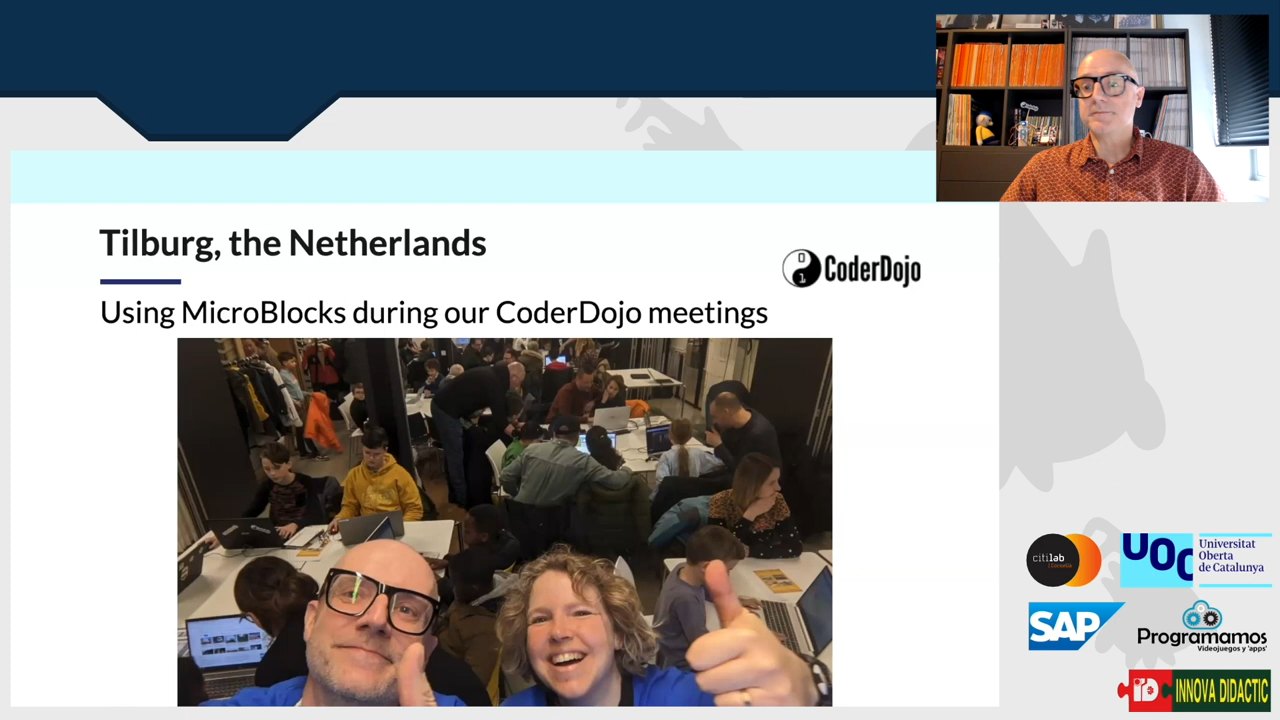 Tilburg, the Netherlands
CoderDojo
Using MicroBlocks during our CoderDojo meetings
citilab
UOC
Universitat
Oberta
de Catalunya
SAP
Programamos
Videojuegos y 'apps'
iD INNOVA DIDACTIC